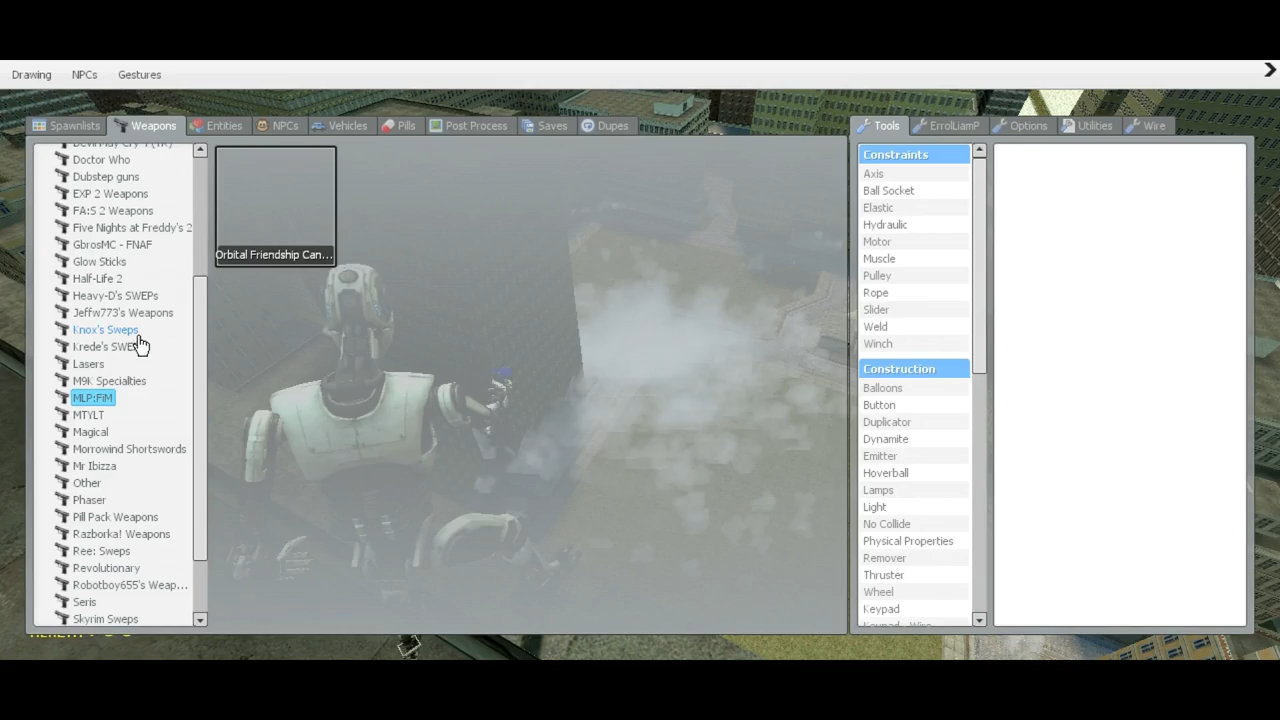 Drawing NPCs Gestures
Spawnlists Weapons Entities NPCs Vehicles Pills Post Process Saves Dupes
Tools ErrolLiamP Options Utilities Wire
Doctor Who
Dubstep guns
EXP 2 Weapons
FA:S 2 Weapons
Five Nights at Freddy's 2
GbrosMC - FNAF
Glow Sticks
Half-Life 2
Heavy-D's SWEPs
Jeffw773's Weapons
Knox's Sweps
Krede's SWE
Lasers
M9K Specialties
MLP:FiM
MTYLT
Magical
Morrowind Shortswords
Mr Ibizza
Other
Phaser
Pill Pack Weapons
Razborka! Weapons
Ree: Sweps
Revolutionary
Robotboy655's Weap...
Seris
Skyrim Sweps
Orbital Friendship Can...
Constraints
Axis
Ball Socket
Elastic
Hydraulic
Motor
Muscle
Pulley
Rope
Slider
Weld
Winch
Construction
Balloons
Button
Duplicator
Dynamite
Emitter
Hoverball
Lamps
Light
No Collide
Physical Properties
Remover
Thruster
Wheel
Keypad